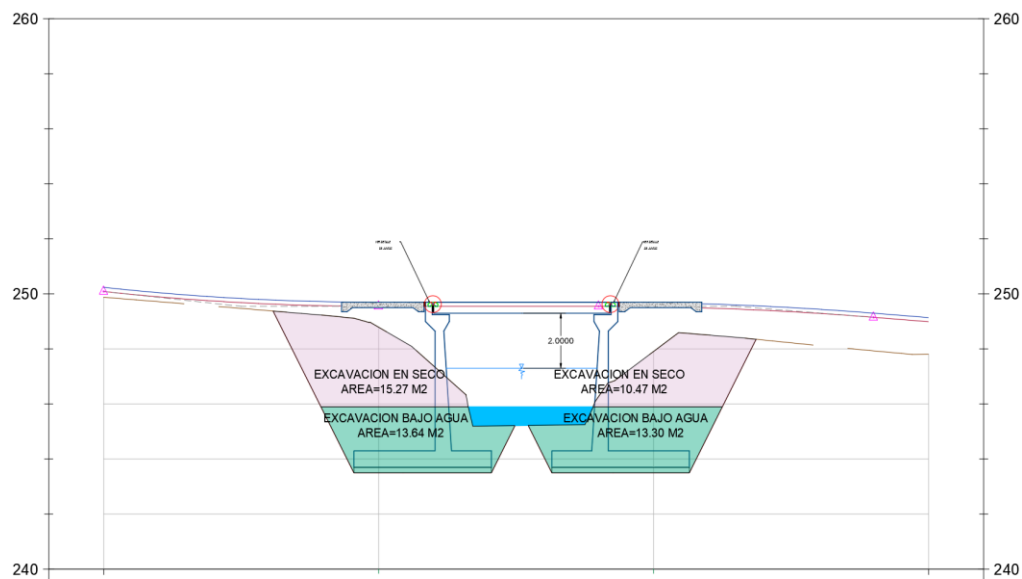 260
260
250
250
2.0000
EXCAVACION EN SECO
AREA=15.27 M2
EXCAVACION EN SECO
AREA=10.47 M2
EXCAVACION BAJO AGUA
AREA=13.64 M2
EXCAVACION BAJO AGUA
AREA=13.30 M2
240
240